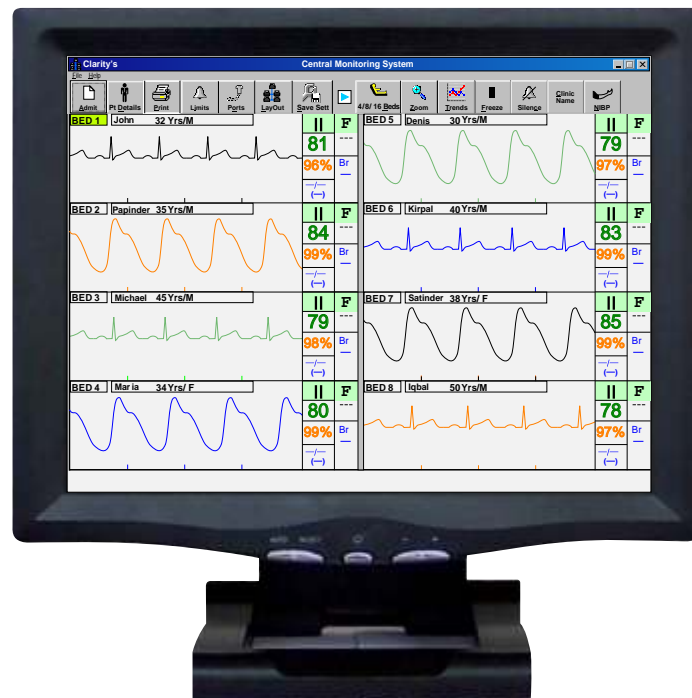 Clarity's Central Monitoring System
File Help
Admit Pt Details Print Limits Ports LayOut Save Sett 4/8/ 16 Beds Zoom Trends Freeze Silence Clinic Name NIBP
BED 1 John 32 Yrs/M II F
81 ---
96% Br
—/—
(—)
BED 2 Papinder 35 Yrs/M II F
84 ---
99% Br
—/—
(—)
BED 3 Michael 45 Yrs/M II F
79 ---
98% Br
—/—
(—)
BED 4 Maria 34 Yrs/ F II F
80 ---
99% Br
—/—
(—)
BED 5 Denis 30 Yrs/M II F
79 ---
97% Br
—/—
(—)
BED 6 Kirpal 40 Yrs/M II F
83 ---
99% Br
—/—
(—)
BED 7 Satinder 38 Yrs/ F II F
85 ---
99% Br
—/—
(—)
BED 8 Iqbal 50 Yrs/M II F
78 ---
97% Br
—/—
(—)